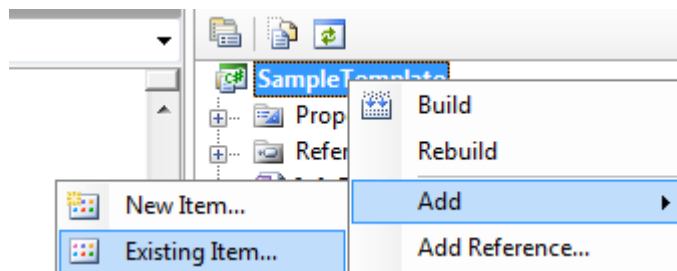 SampleTemplate
Prop
Build
Refer
Rebuild
New Item...
Add
Existing Item...
Add Reference...